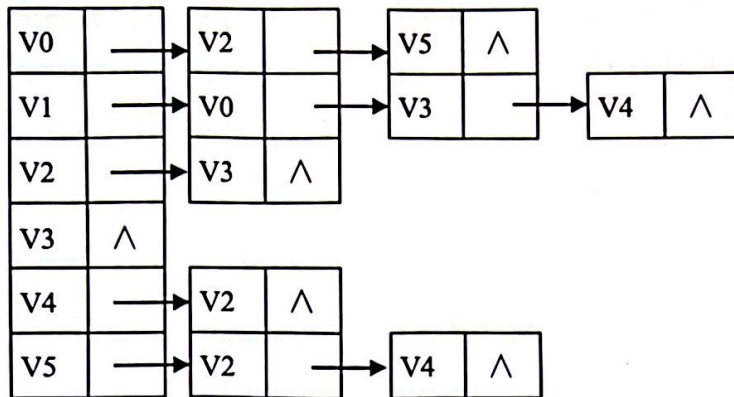 V0 V2 V5 ∧
V1 V0 V3 V4 ∧
V2 V3 ∧
V3 ∧
V4 V2 ∧
V5 V2 V4 ∧